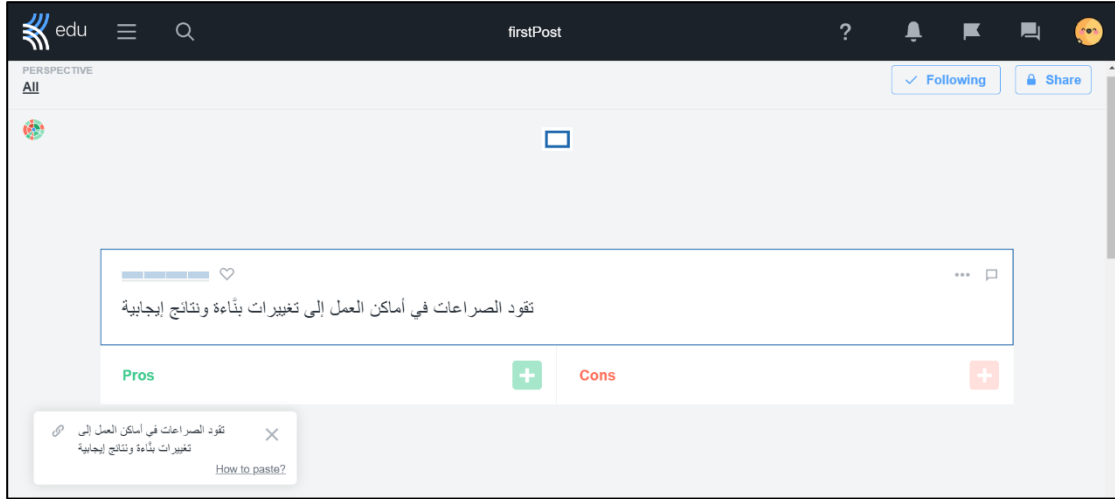 edu
firstPost
?
PERSPECTIVE
All
Following
Share
تقود الصراعات في أماكن العمل إلى تغييرات بنَّاءة ونتائج إيجابية
Pros
Cons
تقود الصراعات في أماكن العمل إلى
تغييرات بنَّاءة ونتائج إيجابية
How to paste?